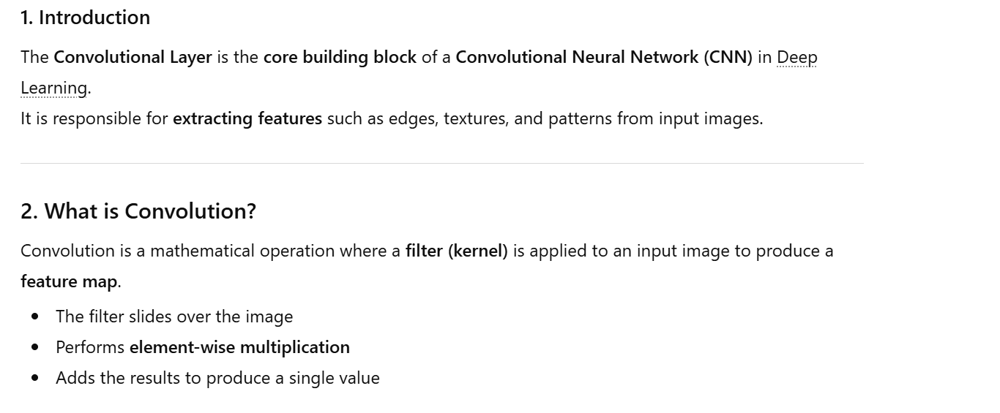 1. Introduction
The Convolutional Layer is the core building block of a Convolutional Neural Network (CNN) in Deep
Learning.
It is responsible for extracting features such as edges, textures, and patterns from input images.
2. What is Convolution?
Convolution is a mathematical operation where a filter (kernel) is applied to an input image to produce a
feature map.
• The filter slides over the image
• Performs element-wise multiplication
• Adds the results to produce a single value